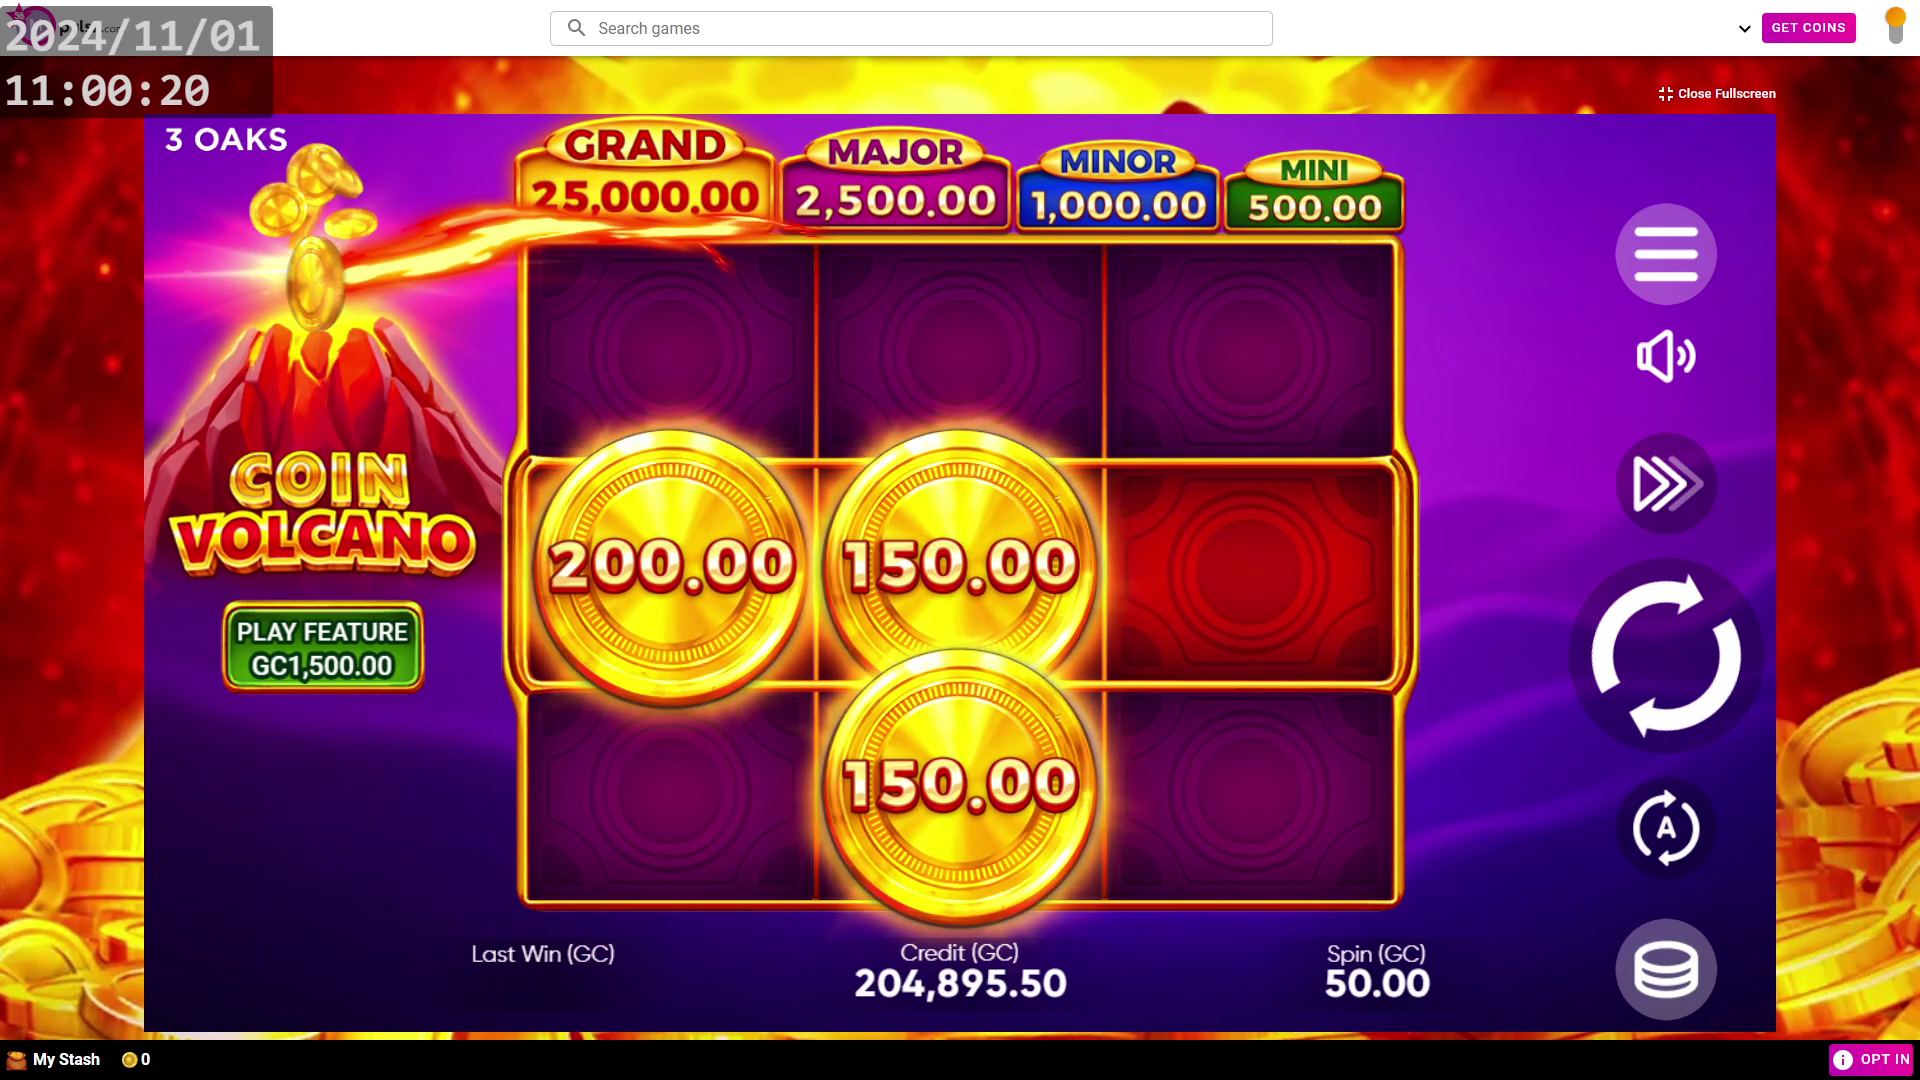 2024/11/01
11:00:20
Search games
GET COINS
Close Fullscreen
3 OAKS
GRAND
25,000.00
MAJOR
2,500.00
MINOR
1,000.00
MINI
500.00
COIN
VOLCANO
PLAY FEATURE
GC1,500.00
200.00
150.00
150.00
A
Last Win (GC)
Credit (GC)
204,895.50
Spin (GC)
50.00
My Stash
0
OPT IN